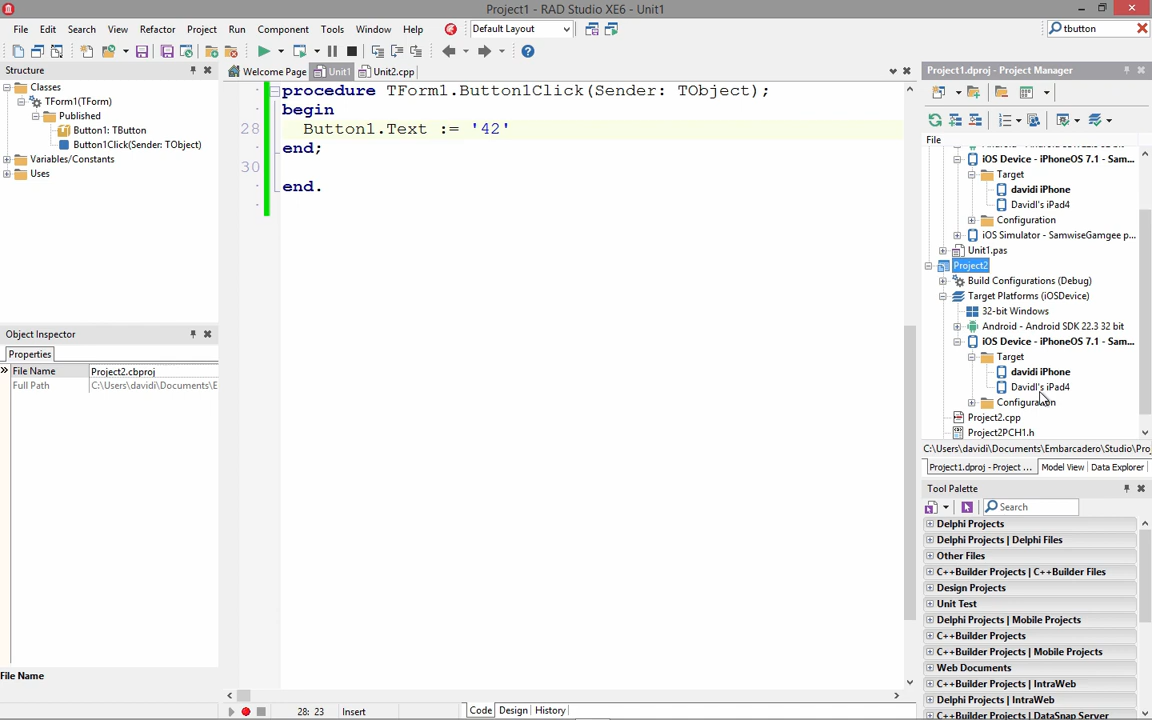 Project1 - RAD Studio XE6 - Unit1
File Edit Search View Refactor Project Run Component Tools Window Help
Default Layout
tbutton
Structure
Classes
TForm1(TForm)
Published
Button1: TButton
Button1Click(Sender: TObject)
Variables/Constants
Uses
Object Inspector
Properties
File Name Project2.cbproj
Full Path C:\Users\davidi\Documents\E
File Name
Welcome Page Unit1 Unit2.cpp
procedure TForm1.Button1Click(Sender: TObject);
begin
28 Button1.Text := '42'
end;
30
end.
28: 23 Insert
Code Design History
Project1.dproj - Project Manager
File
iOS Device - iPhoneOS 7.1 - Sam...
Target
davidi iPhone
DavidI's iPad4
Configuration
iOS Simulator - SamwiseGamgee p...
Unit1.pas
Project2
Build Configurations (Debug)
Target Platforms (iOSDevice)
32-bit Windows
Android - Android SDK 22.3 32 bit
iOS Device - iPhoneOS 7.1 - Sam...
Target
davidi iPhone
DavidI's iPad4
Configuration
Project2.cpp
Project2PCH1.h
C:\Users\davidi\Documents\Embarcadero\Studio\Proj
Project1.dproj - Project ... Model View Data Explorer
Tool Palette
Search
Delphi Projects
Delphi Projects | Delphi Files
Other Files
C++Builder Projects | C++Builder Files
Design Projects
Unit Test
Delphi Projects | Mobile Projects
C++Builder Projects
C++Builder Projects | Mobile Projects
Web Documents
C++Builder Projects | IntraWeb
Delphi Projects | IntraWeb
C++Builder Projects | DataSnap Server